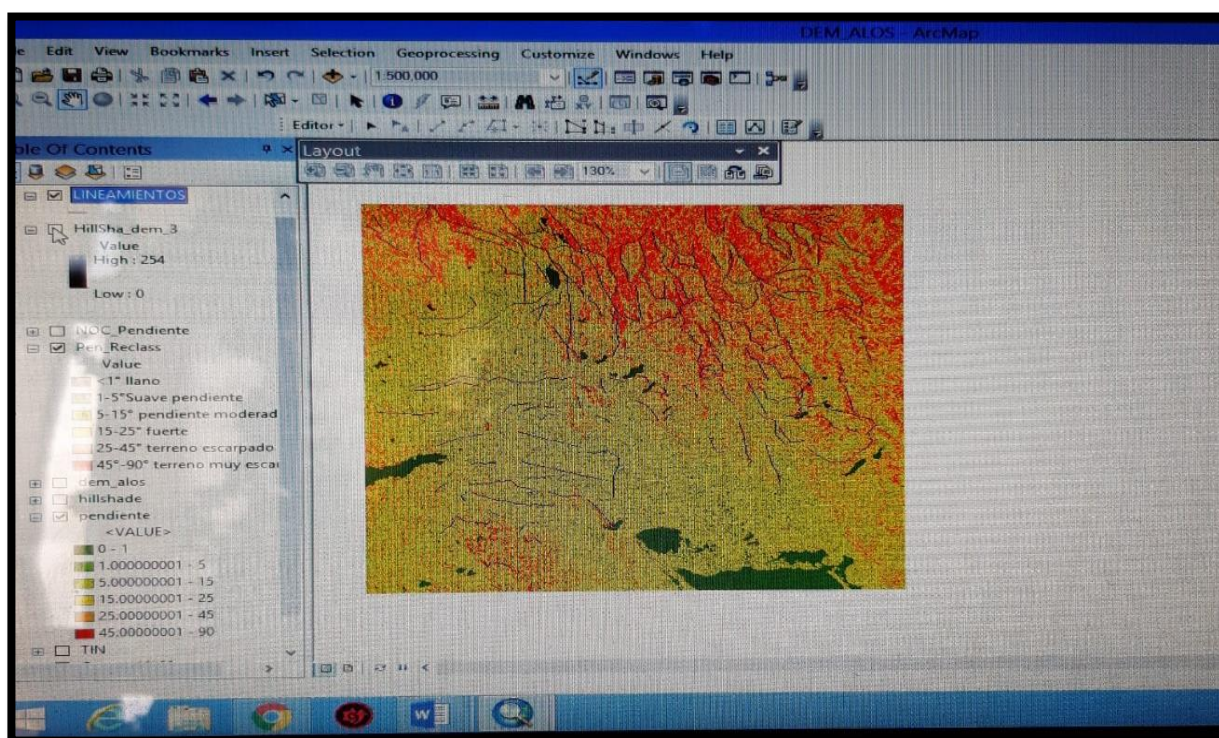 DEM_ALOS - ArcMap
Edit View Bookmarks Insert Selection Geoprocessing Customize Windows Help
1:500,000
Editor
Table Of Contents
Layout
130%
LINEAMIENTOS
HillSha_dem_3
Value
High : 254
Low : 0
NOC_Pendiente
Pen_Reclass
Value
<1° llano
1-5°Suave pendiente
5-15° pendiente moderad
15-25° fuerte
25-45° terreno escarpado
45°-90° terreno muy escar
dem_alos
hillshade
pendiente
<VALUE>
0 - 1
1.000000001 - 5
5.000000001 - 15
15.00000001 - 25
25.00000001 - 45
45.00000001 - 90
TIN